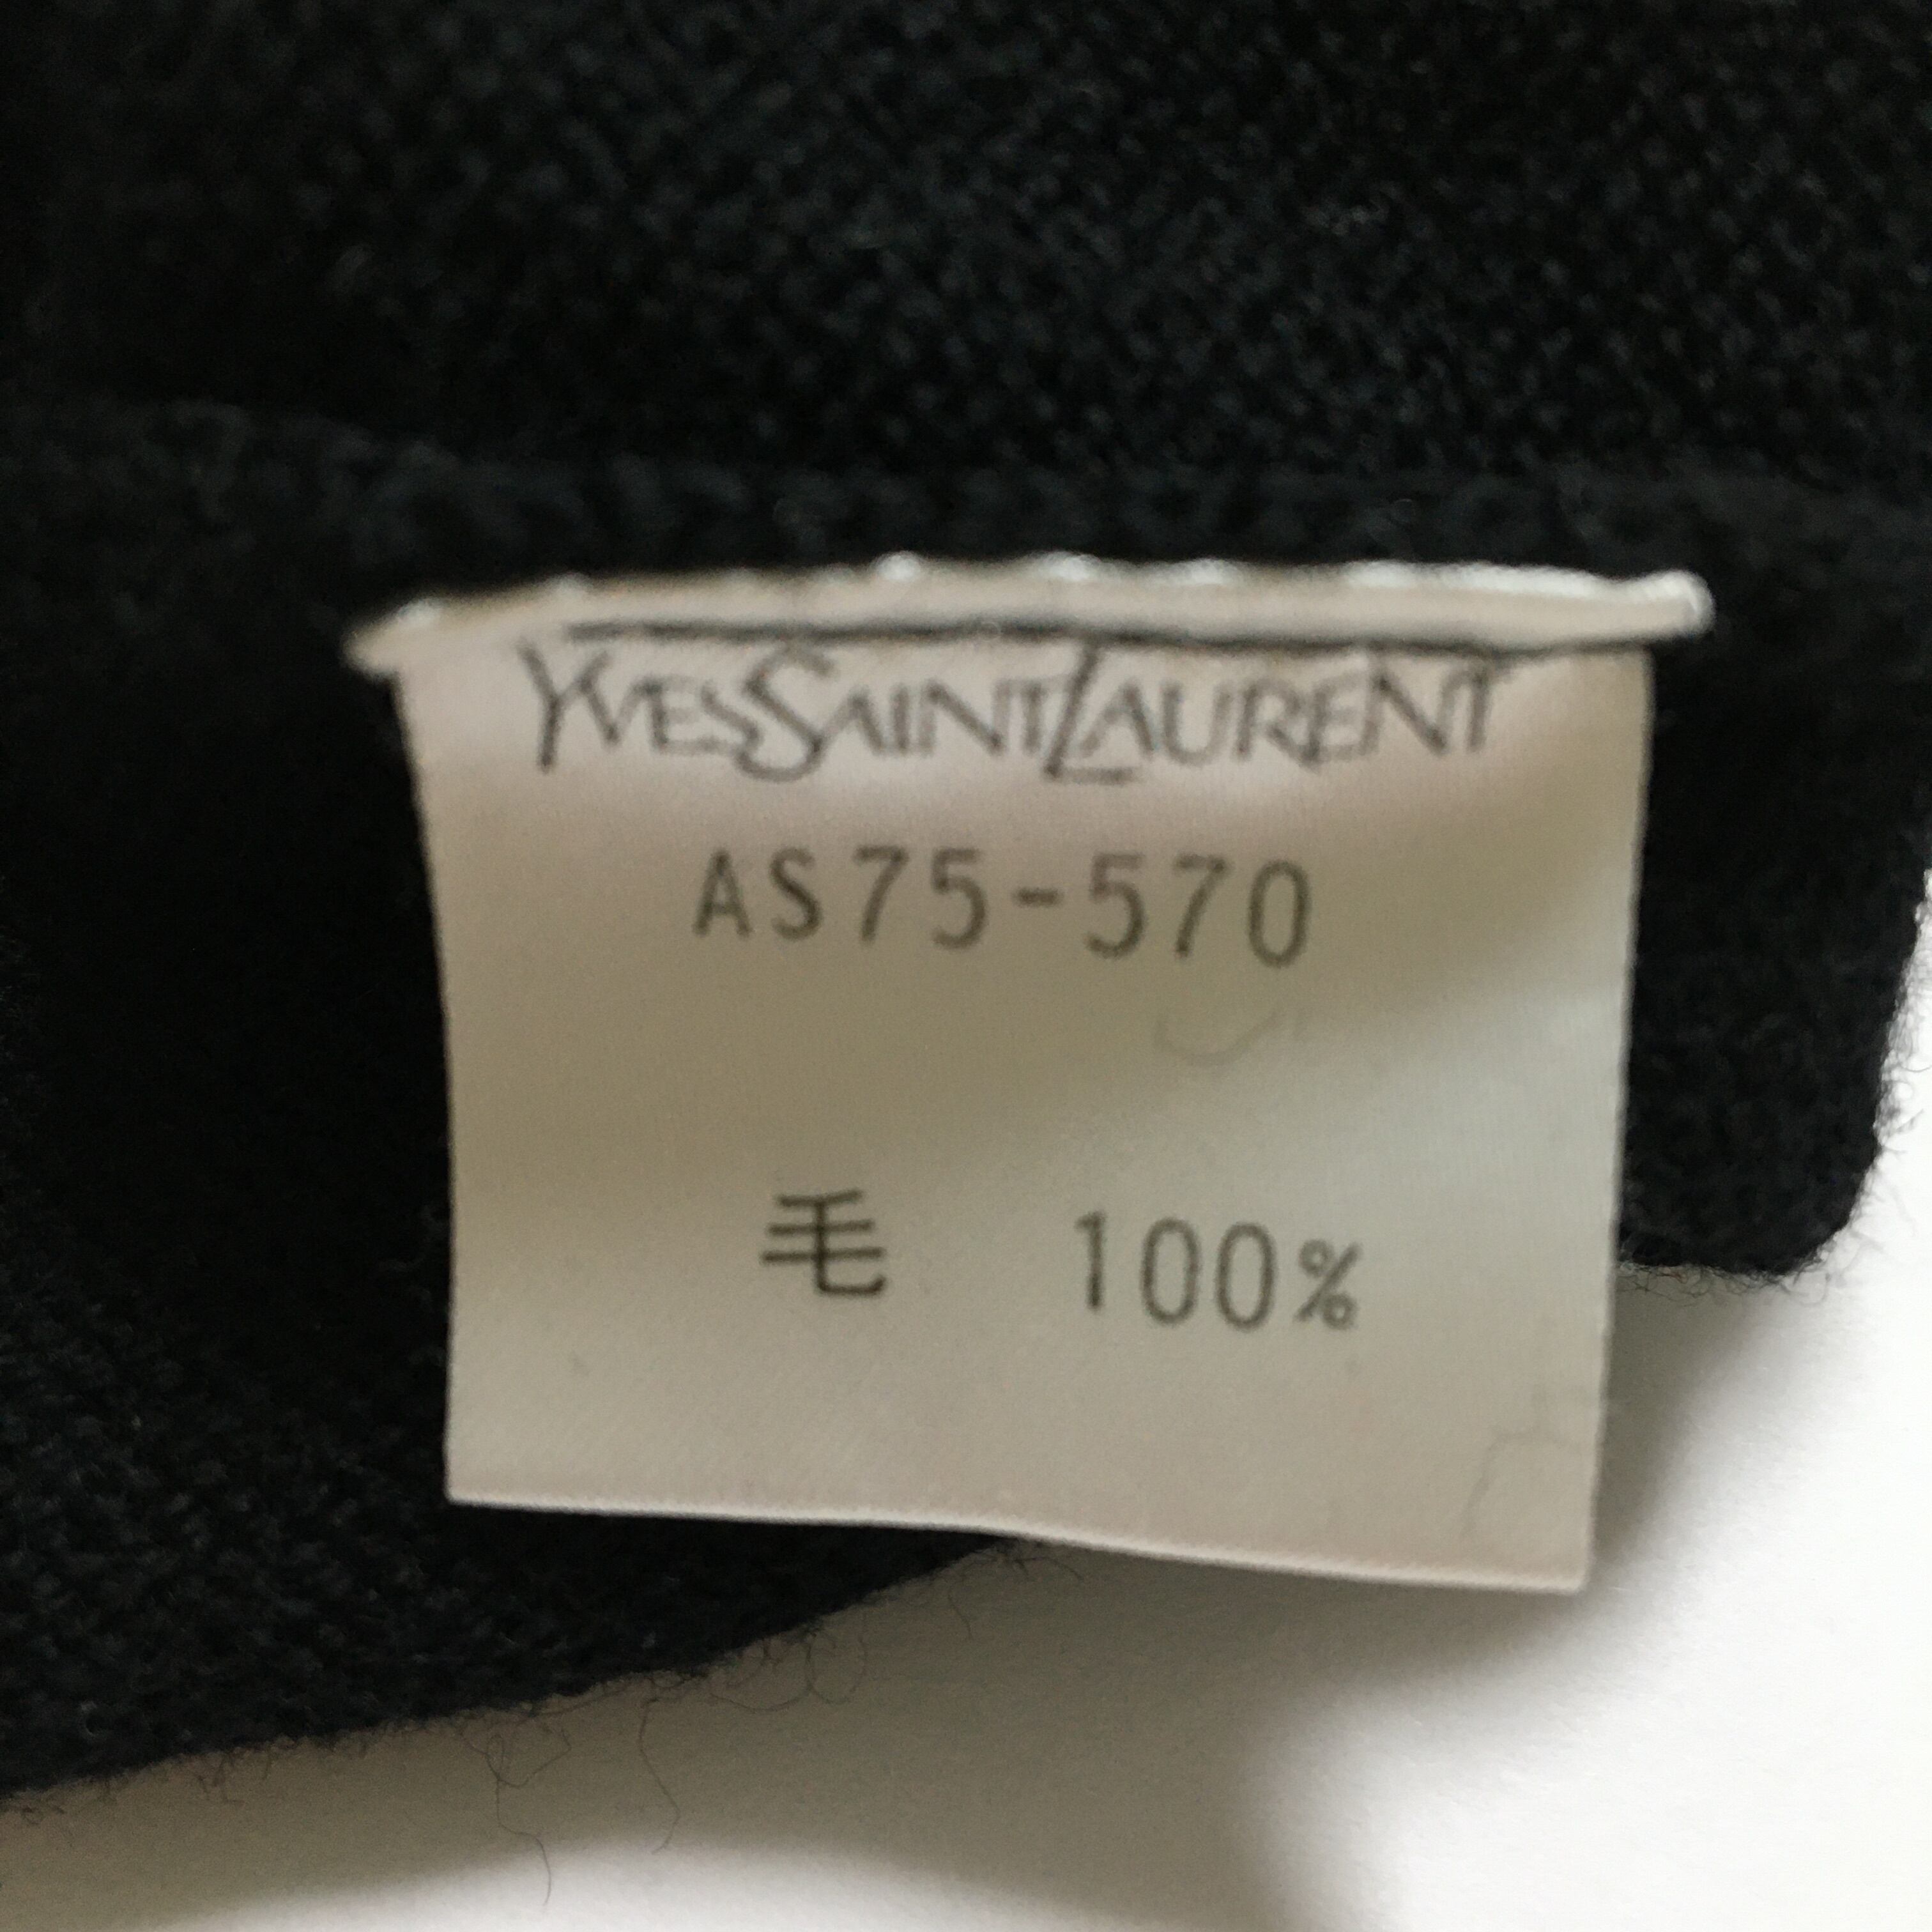 YVESSAINTLAURENT
AS75-570
毛 100%